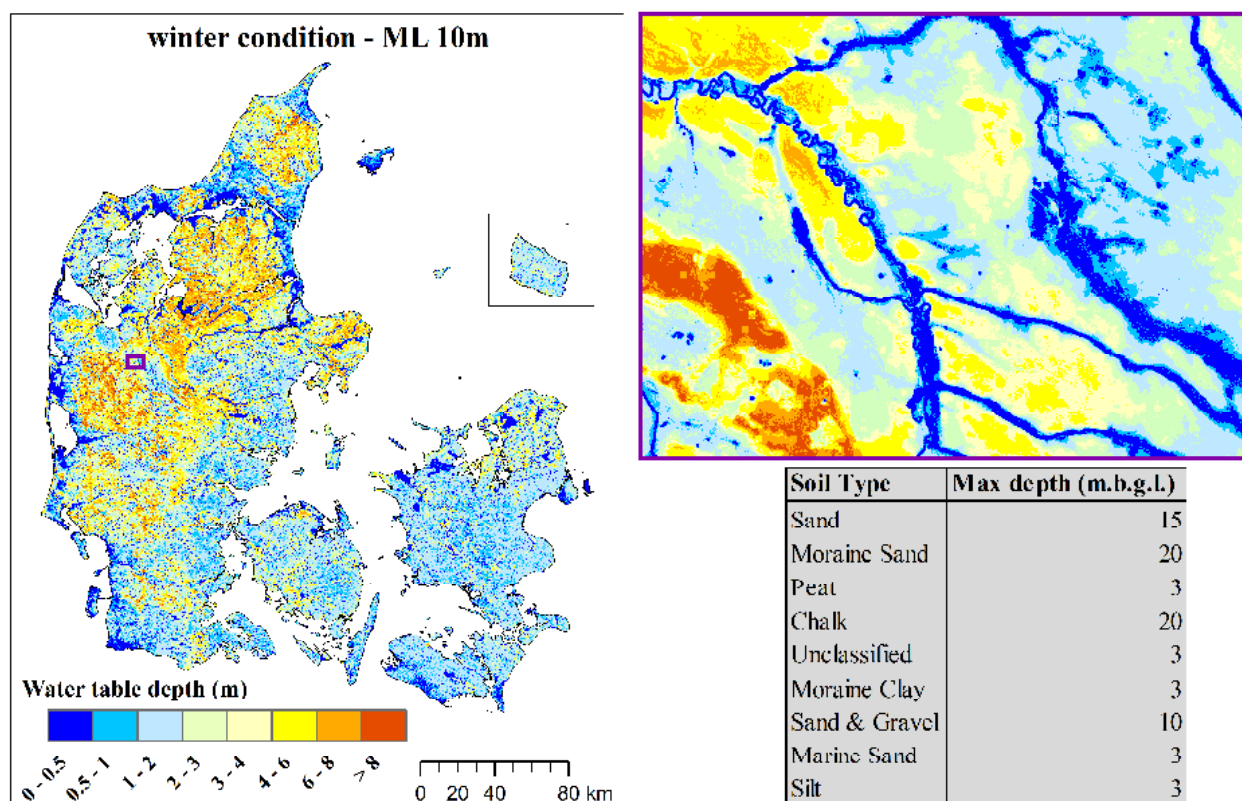 winter condition - ML 10m
Water table depth (m)
0 - 0.5
0.5 - 1
1 - 2
2 - 3
3 - 4
4 - 6
6 - 8
> 8
0 20 40 80 km
Soil Type Max depth (m.b.g.l.)
Sand 15
Moraine Sand 20
Peat 3
Chalk 20
Unclassified 3
Moraine Clay 3
Sand & Gravel 10
Marine Sand 3
Silt 3